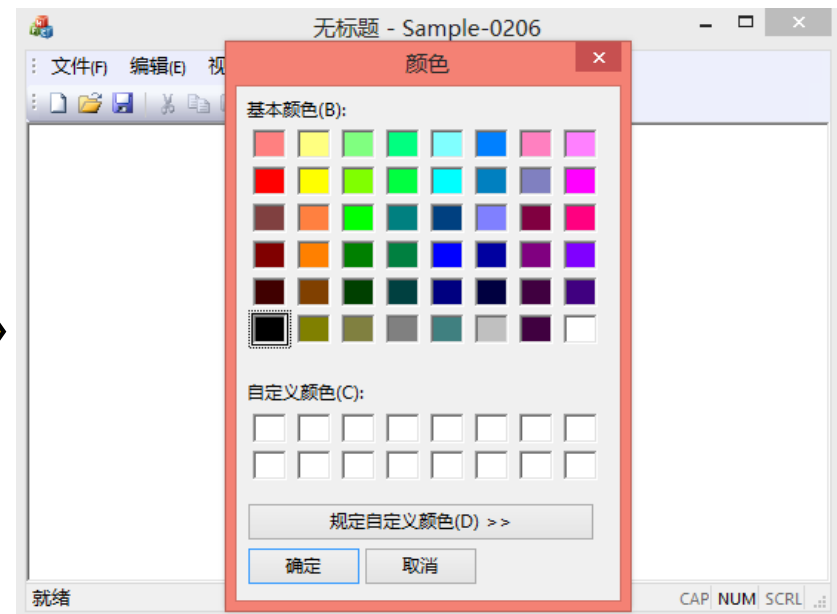 无标题 - Sample-0206
文件(F) 编辑(E) 视
颜色
基本颜色(B):
自定义颜色(C):
规定自定义颜色(D) >>
确定 取消
就绪 CAP NUM SCRL